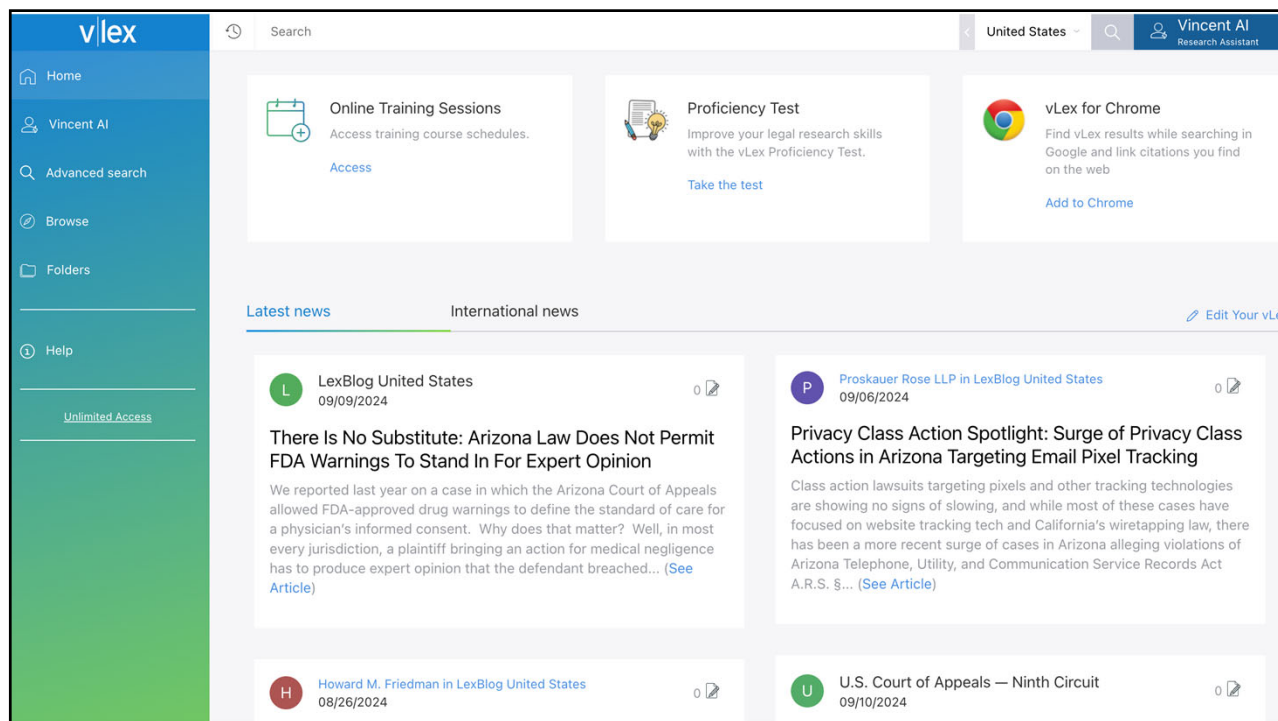 v|lex
Search
United States
Vincent AI
Research Assistant
Home
Vincent AI
Advanced search
Browse
Folders
Help
Unlimited Access
Online Training Sessions
Access training course schedules.
Access
Proficiency Test
Improve your legal research skills
with the vLex Proficiency Test.
Take the test
vLex for Chrome
Find vLex results while searching in
Google and link citations you find
on the web
Add to Chrome
Latest news
International news
Edit Your vLe
L
LexBlog United States
09/09/2024
0
There Is No Substitute: Arizona Law Does Not Permit
FDA Warnings To Stand In For Expert Opinion
We reported last year on a case in which the Arizona Court of Appeals
allowed FDA-approved drug warnings to define the standard of care for
a physician's informed consent.  Why does that matter?  Well, in most
every jurisdiction, a plaintiff bringing an action for medical negligence
has to produce expert opinion that the defendant breached... (See
Article)
P
Proskauer Rose LLP in LexBlog United States
09/06/2024
0
Privacy Class Action Spotlight: Surge of Privacy Class
Actions in Arizona Targeting Email Pixel Tracking
Class action lawsuits targeting pixels and other tracking technologies
are showing no signs of slowing, and while most of these cases have
focused on website tracking tech and California's wiretapping law, there
has been a more recent surge of cases in Arizona alleging violations of
Arizona Telephone, Utility, and Communication Service Records Act
A.R.S. §... (See Article)
H
Howard M. Friedman in LexBlog United States
08/26/2024
0
U
U.S. Court of Appeals — Ninth Circuit
09/10/2024
0